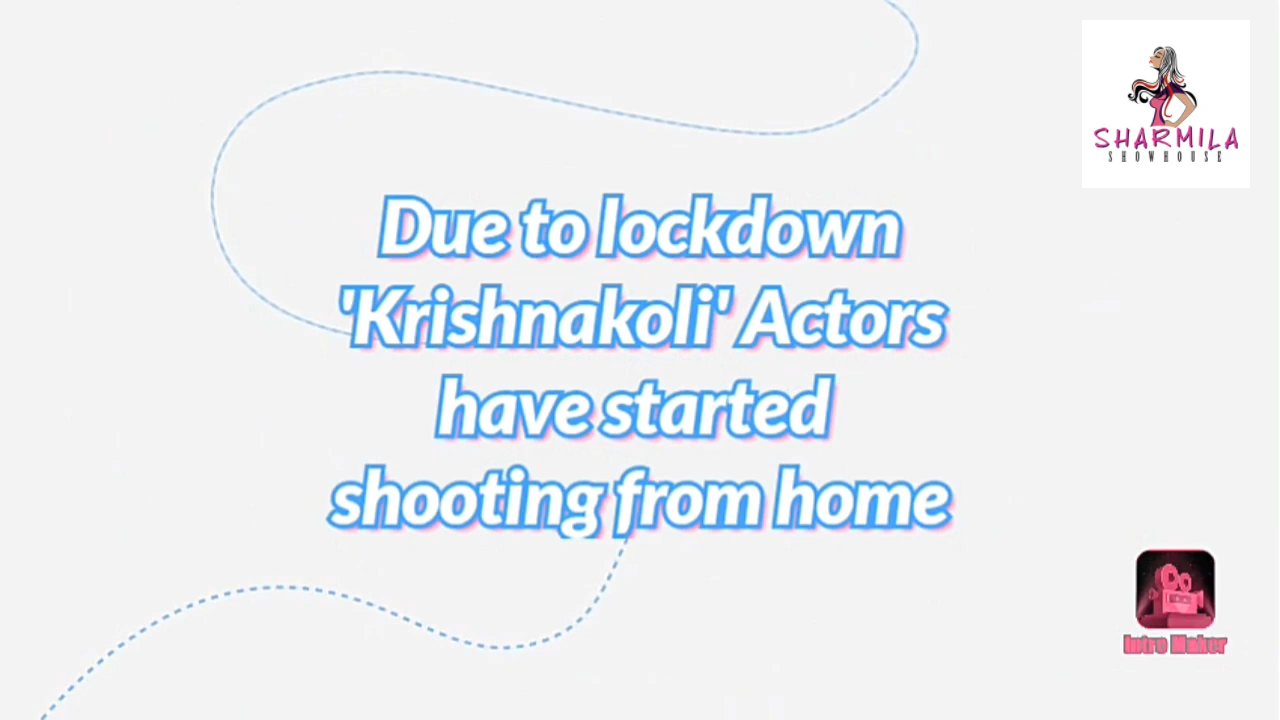 SHARMILA
SHOWHOUSE
Due to lockdown
'Krishnakoli' Actors
have started
shooting from home
Intro Maker